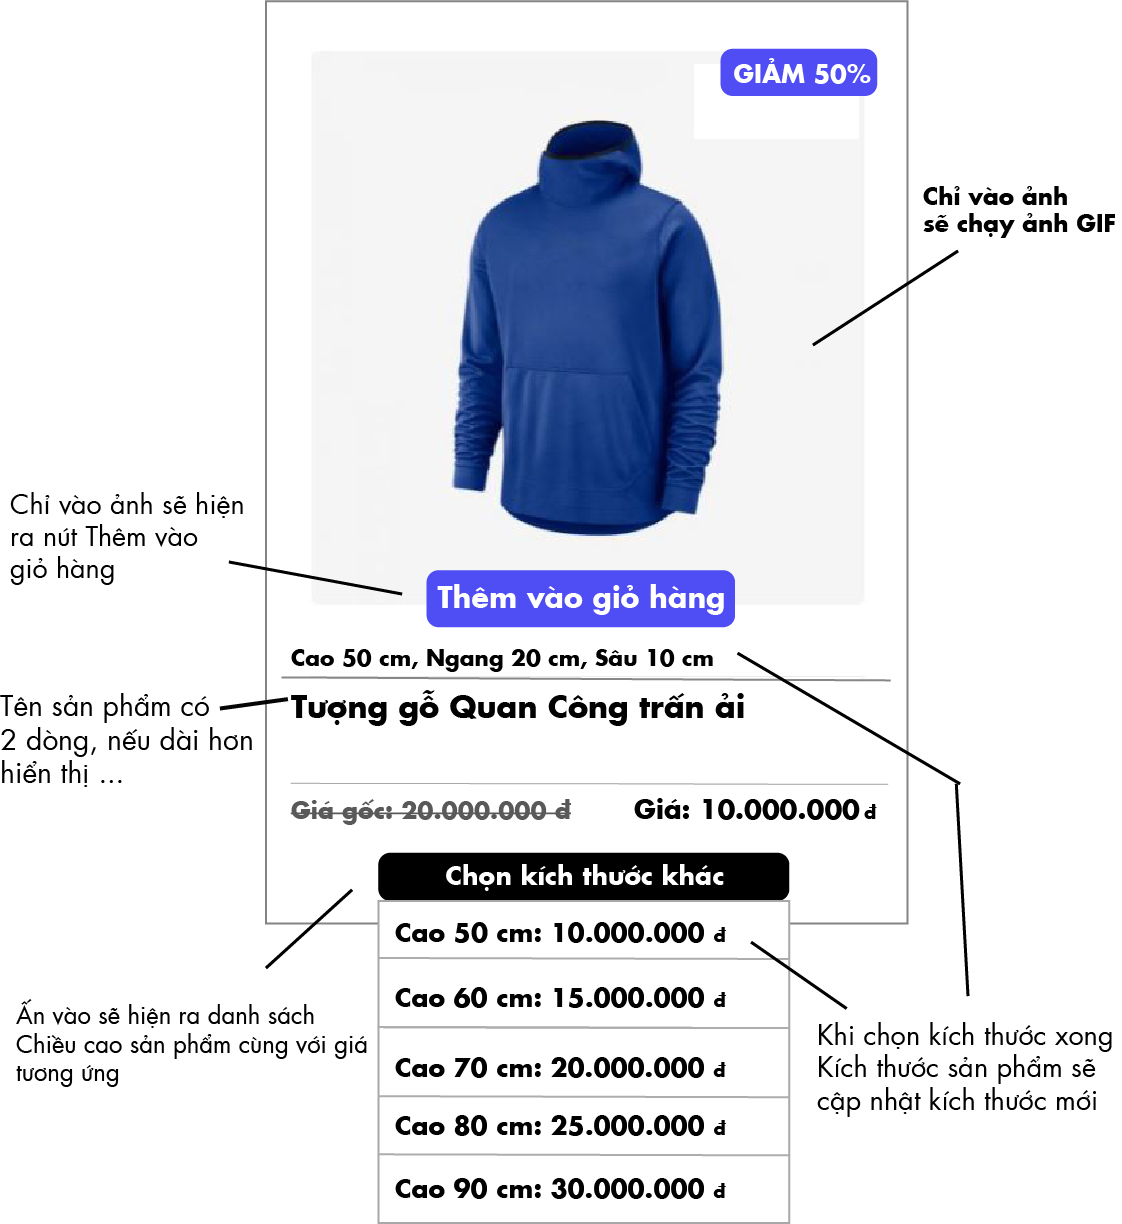 GIẢM 50%
Chỉ vào ảnh
sẽ chạy ảnh GIF
Chỉ vào ảnh sẽ hiện
ra nút Thêm vào
giỏ hàng
Thêm vào giỏ hàng
Cao 50 cm, Ngang 20 cm, Sâu 10 cm
Tên sản phẩm có
2 dòng, nếu dài hơn
hiển thị ...
Tượng gỗ Quan Công trấn ải
Giá gốc: 20.000.000 đ
Giá: 10.000.000 đ
Chọn kích thước khác
Cao 50 cm: 10.000.000 đ
Cao 60 cm: 15.000.000 đ
Cao 70 cm: 20.000.000 đ
Cao 80 cm: 25.000.000 đ
Cao 90 cm: 30.000.000 đ
Ấn vào sẽ hiện ra danh sách
Chiều cao sản phẩm cùng với giá
tương ứng
Khi chọn kích thước xong
Kích thước sản phẩm sẽ
cập nhật kích thước mới